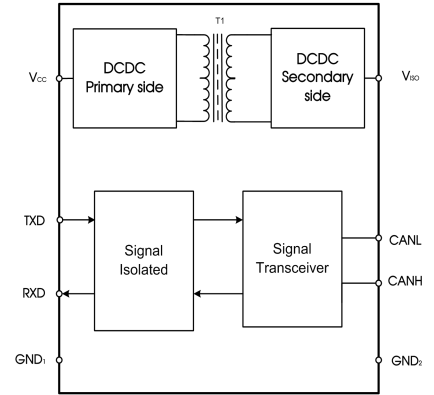 T1
DCDC
Primary side
DCDC
Secondary
side
Vcc
VISO
TXD
RXD
Signal
Isolated
Signal
Transceiver
CANL
CANH
GND1
GND2